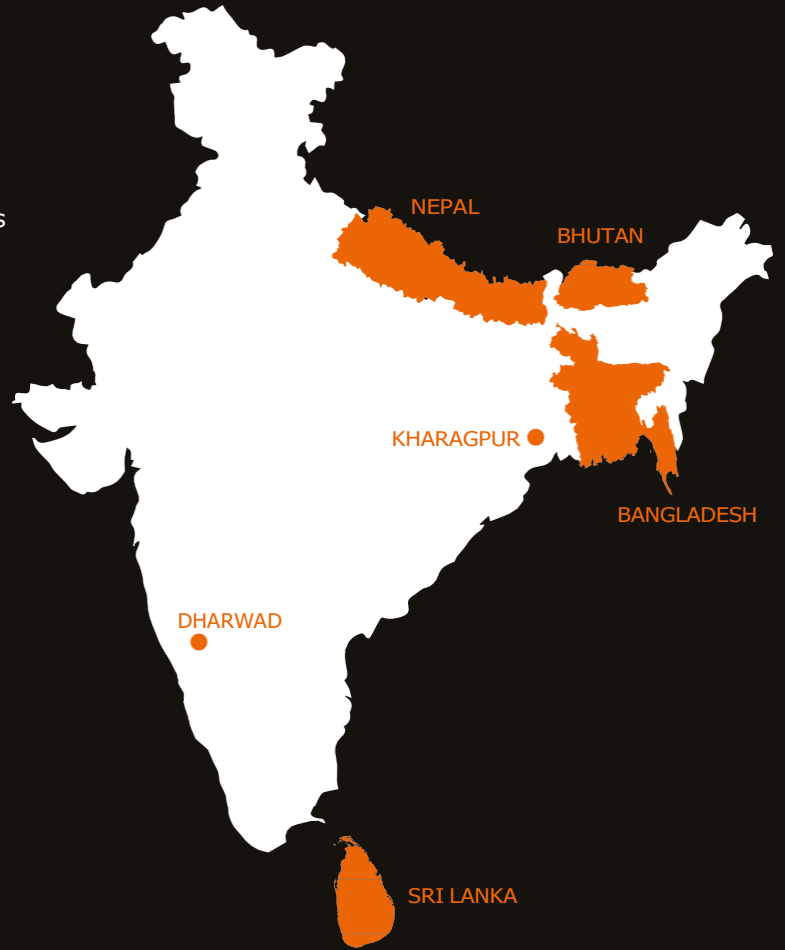 NEPAL
s
BHUTAN
KHARAGPUR
BANGLADESH
DHARWAD
SRI LANKA